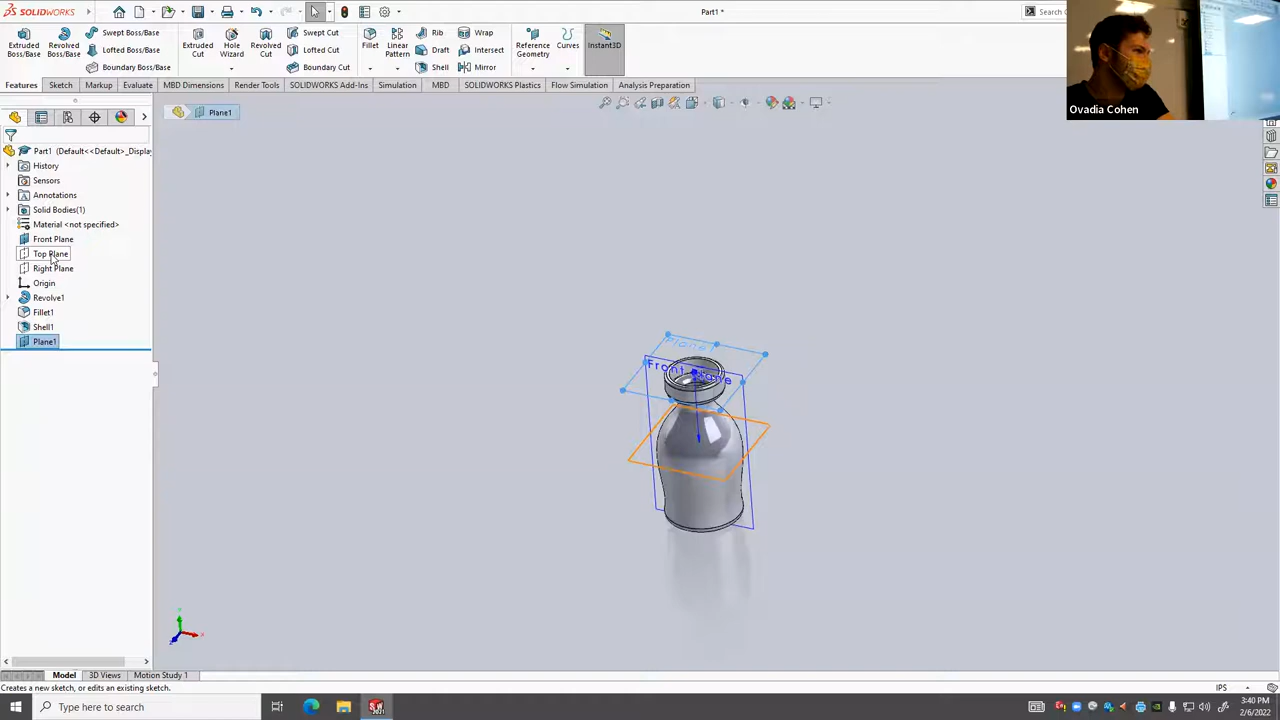 SOLIDWORKS
Part1 *
Search
Extruded Boss/Base
Revolved Boss/Base
Swept Boss/Base
Lofted Boss/Base
Boundary Boss/Base
Extruded Cut
Hole Wizard
Revolved Cut
Swept Cut
Lofted Cut
Boundary Cut
Fillet
Linear Pattern
Rib
Draft
Shell
Wrap
Intersect
Mirror
Reference Geometry
Curves
Instant3D
Features Sketch Markup Evaluate MBD Dimensions Render Tools SOLIDWORKS Add-Ins Simulation MBD SOLIDWORKS Plastics Flow Simulation Analysis Preparation
Ovadia Cohen
Plane1
Part1 (Default<<Default>_Display
History
Sensors
Annotations
Solid Bodies(1)
Material <not specified>
Front Plane
Top Plane
Right Plane
Origin
Revolve1
Fillet1
Shell1
Plane1
Plane1
Front Plane
Model 3D Views Motion Study 1
Creates a new sketch, or edits an existing sketch.
IPS
Type here to search
3:40 PM
2/6/2022